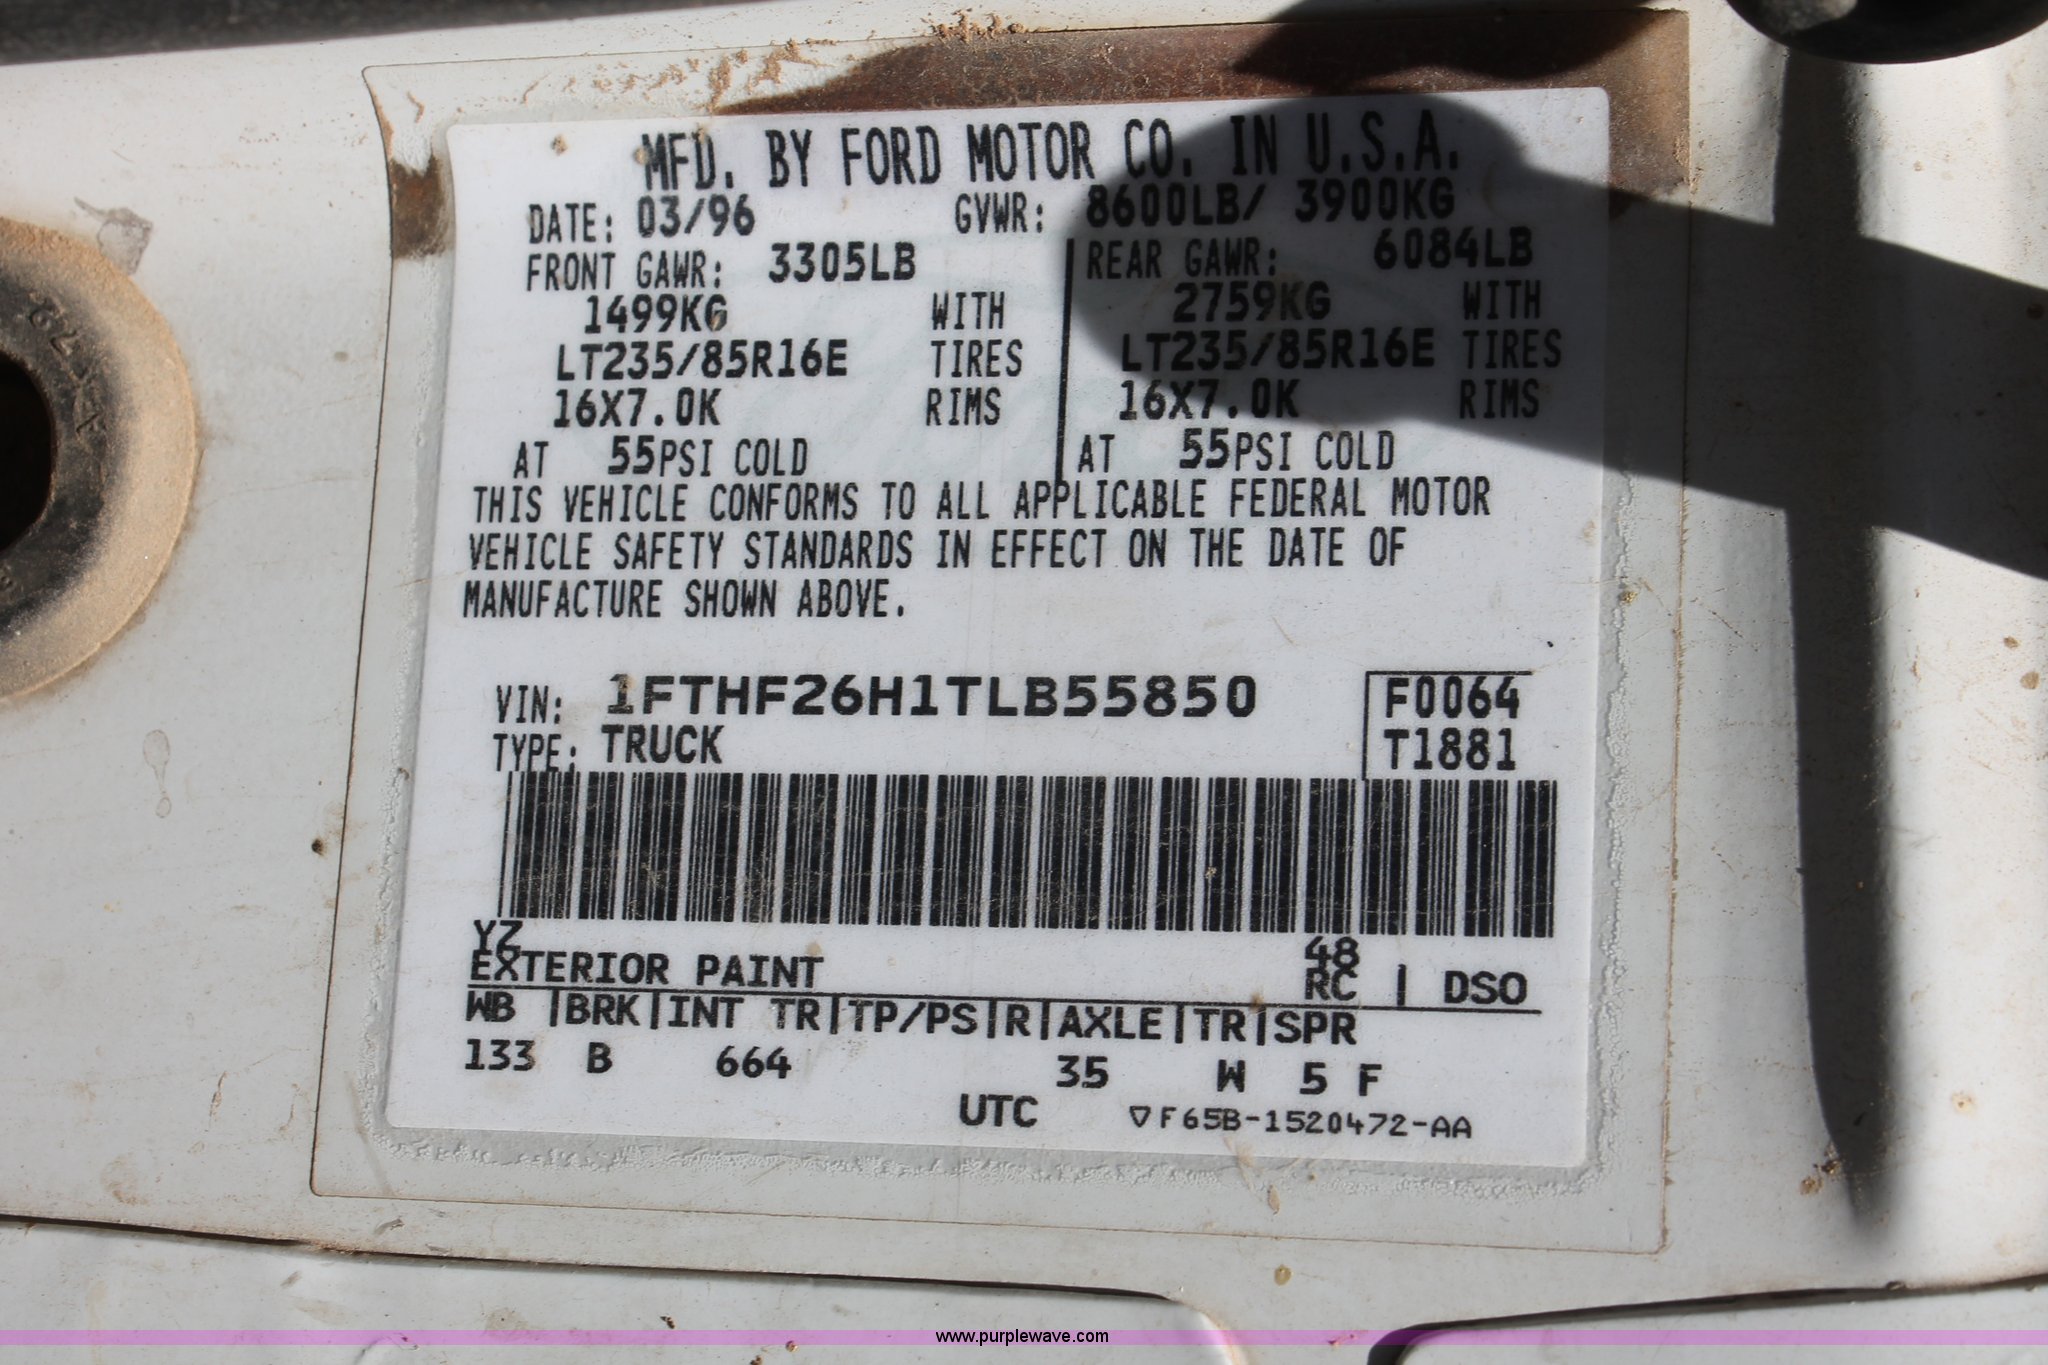 MFD. BY FORD MOTOR CO. IN U.S.A.
DATE: 03/96 GVWR: 8600LB/ 3900KG
FRONT GAWR: 3305LB REAR GAWR: 6084LB
1499KG WITH 2759KG WITH
LT235/85R16E TIRES LT235/85R16E TIRES
16X7.0K RIMS 16X7.0K RIMS
AT 55PSI COLD AT 55PSI COLD
THIS VEHICLE CONFORMS TO ALL APPLICABLE FEDERAL MOTOR
VEHICLE SAFETY STANDARDS IN EFFECT ON THE DATE OF
MANUFACTURE SHOWN ABOVE.
VIN: 1FTHF26H1TLB55850 F0064
TYPE: TRUCK T1881
YZ 48
EXTERIOR PAINT RC | DSO
WB |BRK|INT TR|TP/PS|R|AXLE|TR|SPR
133 B 664 35 W 5 F
UTC ▽F65B-1520472-AA
www.purplewave.com